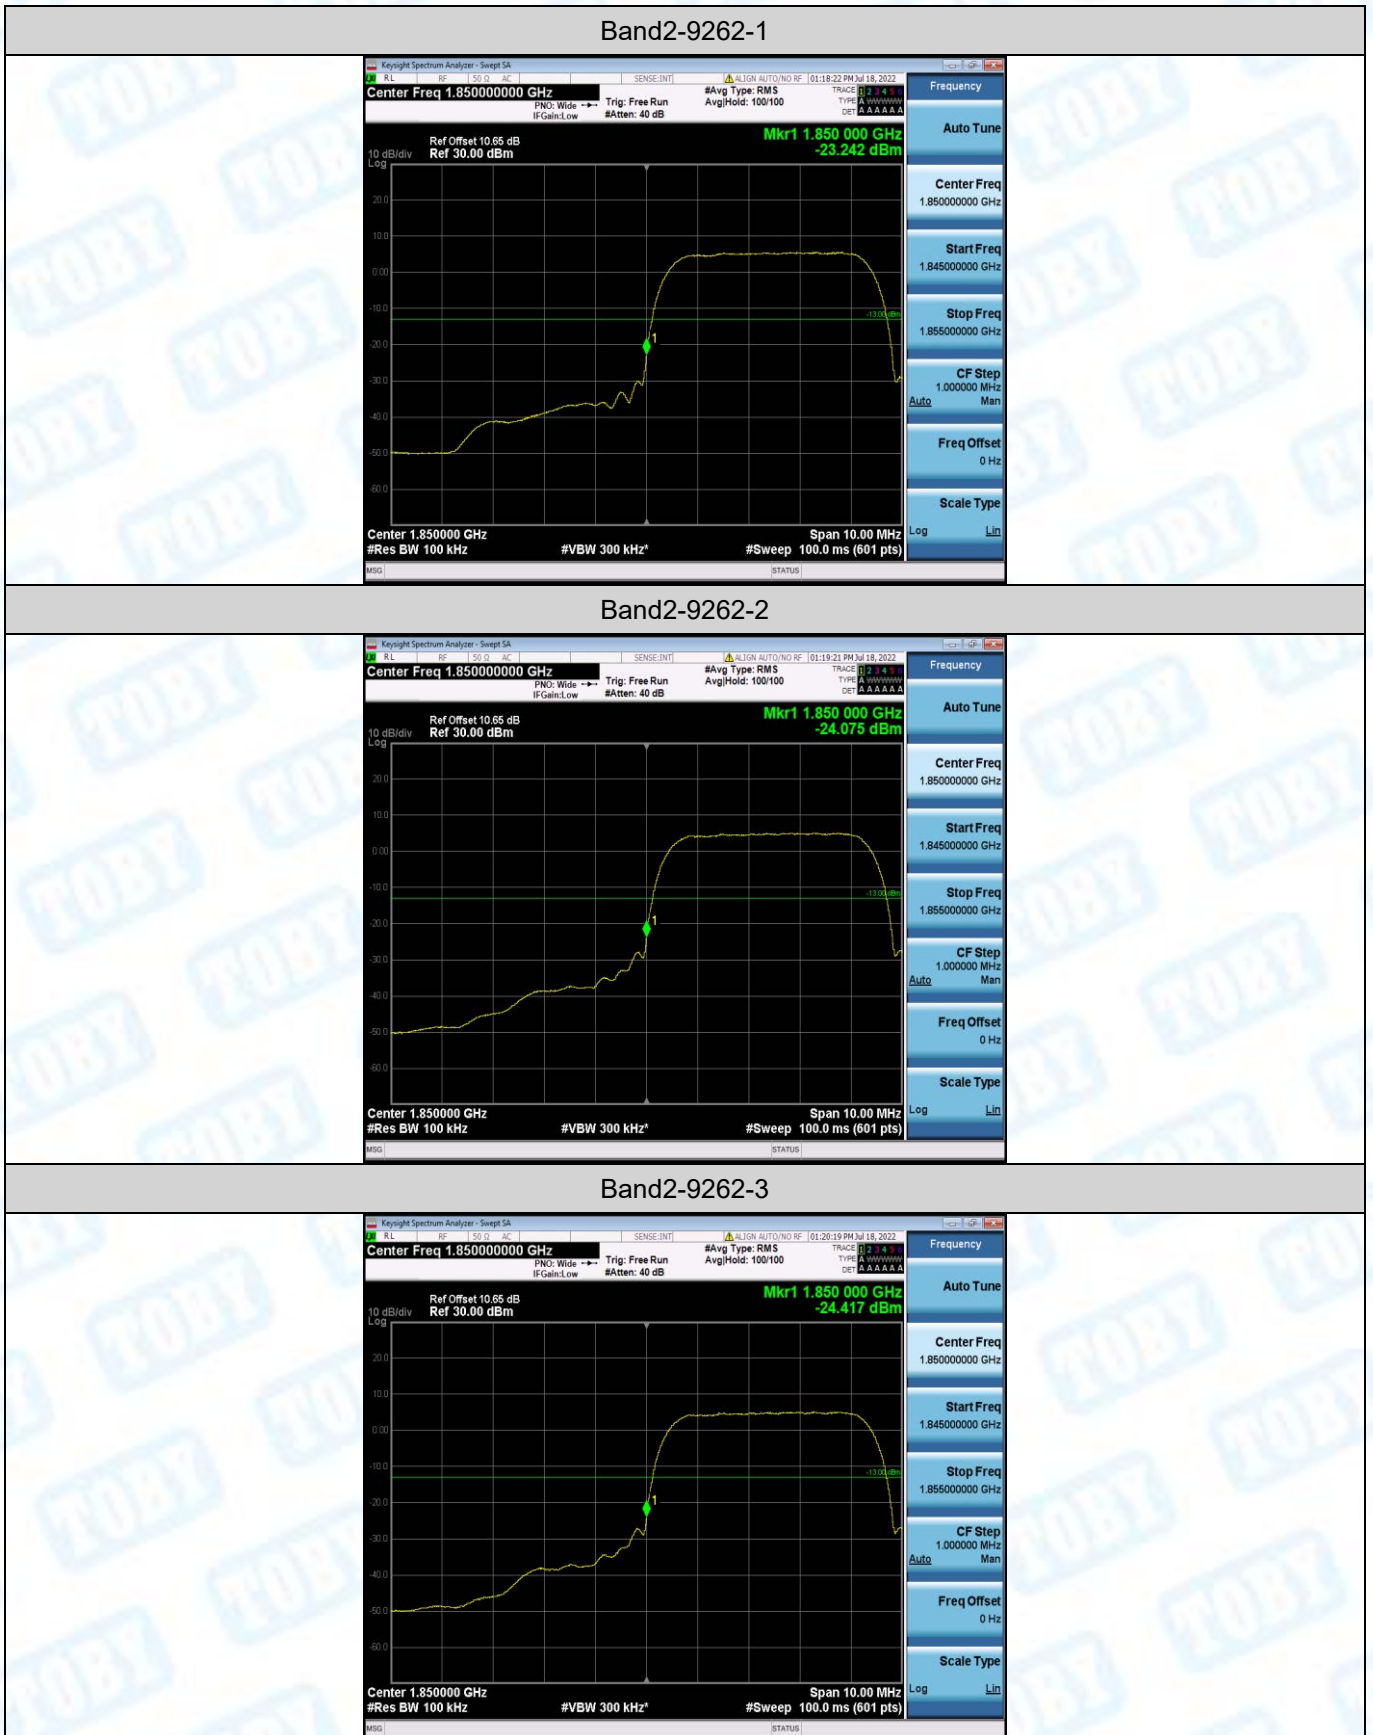 Band2-9262-1
Keysight Spectrum Analyzer - Swept SA
RL RF 50 Ω AC SENSE:INT ALIGN AUTO/NO RF 01:18:22 PM Jul 18, 2022
Center Freq 1.850000000 GHz
PNO: Wide
IFGain:Low
Trig: Free Run
#Atten: 40 dB
#Avg Type: RMS
Avg|Hold: 100/100
TRACE 1 2 3 4 5 6
TYPE A WWWWW
DET A A A A A A
Mkr1 1.850 000 GHz
-23.242 dBm
Ref Offset 10.65 dB
10 dB/div Ref 30.00 dBm
Log
20.0
10.0
0.00
-10.0
-13.00 dBm
-20.0
1
-30.0
-40.0
-50.0
-60.0
Center 1.850000 GHz Span 10.00 MHz
#Res BW 100 kHz #VBW 300 kHz* #Sweep 100.0 ms (601 pts)
MSG STATUS
Frequency
Auto Tune
Center Freq
1.850000000 GHz
Start Freq
1.845000000 GHz
Stop Freq
1.855000000 GHz
CF Step
1.000000 MHz
Auto Man
Freq Offset
0 Hz
Scale Type
Log Lin
Band2-9262-2
Keysight Spectrum Analyzer - Swept SA
RL RF 50 Ω AC SENSE:INT ALIGN AUTO/NO RF 01:19:21 PM Jul 18, 2022
Center Freq 1.850000000 GHz
PNO: Wide
IFGain:Low
Trig: Free Run
#Atten: 40 dB
#Avg Type: RMS
Avg|Hold: 100/100
TRACE 1 2 3 4 5 6
TYPE A WWWWW
DET A A A A A A
Mkr1 1.850 000 GHz
-24.075 dBm
Ref Offset 10.65 dB
10 dB/div Ref 30.00 dBm
Log
20.0
10.0
0.00
-10.0
-13.00 dBm
-20.0
1
-30.0
-40.0
-50.0
-60.0
Center 1.850000 GHz Span 10.00 MHz
#Res BW 100 kHz #VBW 300 kHz* #Sweep 100.0 ms (601 pts)
MSG STATUS
Frequency
Auto Tune
Center Freq
1.850000000 GHz
Start Freq
1.845000000 GHz
Stop Freq
1.855000000 GHz
CF Step
1.000000 MHz
Auto Man
Freq Offset
0 Hz
Scale Type
Log Lin
Band2-9262-3
Keysight Spectrum Analyzer - Swept SA
RL RF 50 Ω AC SENSE:INT ALIGN AUTO/NO RF 01:20:19 PM Jul 18, 2022
Center Freq 1.850000000 GHz
PNO: Wide
IFGain:Low
Trig: Free Run
#Atten: 40 dB
#Avg Type: RMS
Avg|Hold: 100/100
TRACE 1 2 3 4 5 6
TYPE A WWWWW
DET A A A A A A
Mkr1 1.850 000 GHz
-24.417 dBm
Ref Offset 10.65 dB
10 dB/div Ref 30.00 dBm
Log
20.0
10.0
0.00
-10.0
-13.00 dBm
-20.0
1
-30.0
-40.0
-50.0
-60.0
Center 1.850000 GHz Span 10.00 MHz
#Res BW 100 kHz #VBW 300 kHz* #Sweep 100.0 ms (601 pts)
MSG STATUS
Frequency
Auto Tune
Center Freq
1.850000000 GHz
Start Freq
1.845000000 GHz
Stop Freq
1.855000000 GHz
CF Step
1.000000 MHz
Auto Man
Freq Offset
0 Hz
Scale Type
Log Lin
TOBY